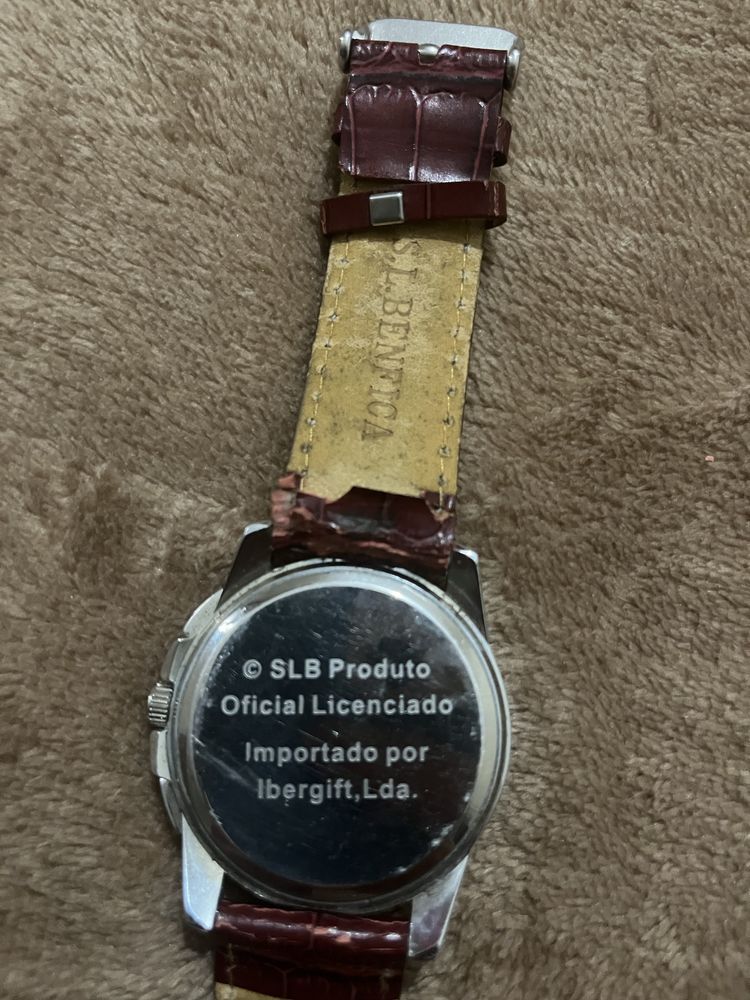 S.L.BENFICA
© SLB Produto
Oficial Licenciado
Importado por
Ibergift,Lda.